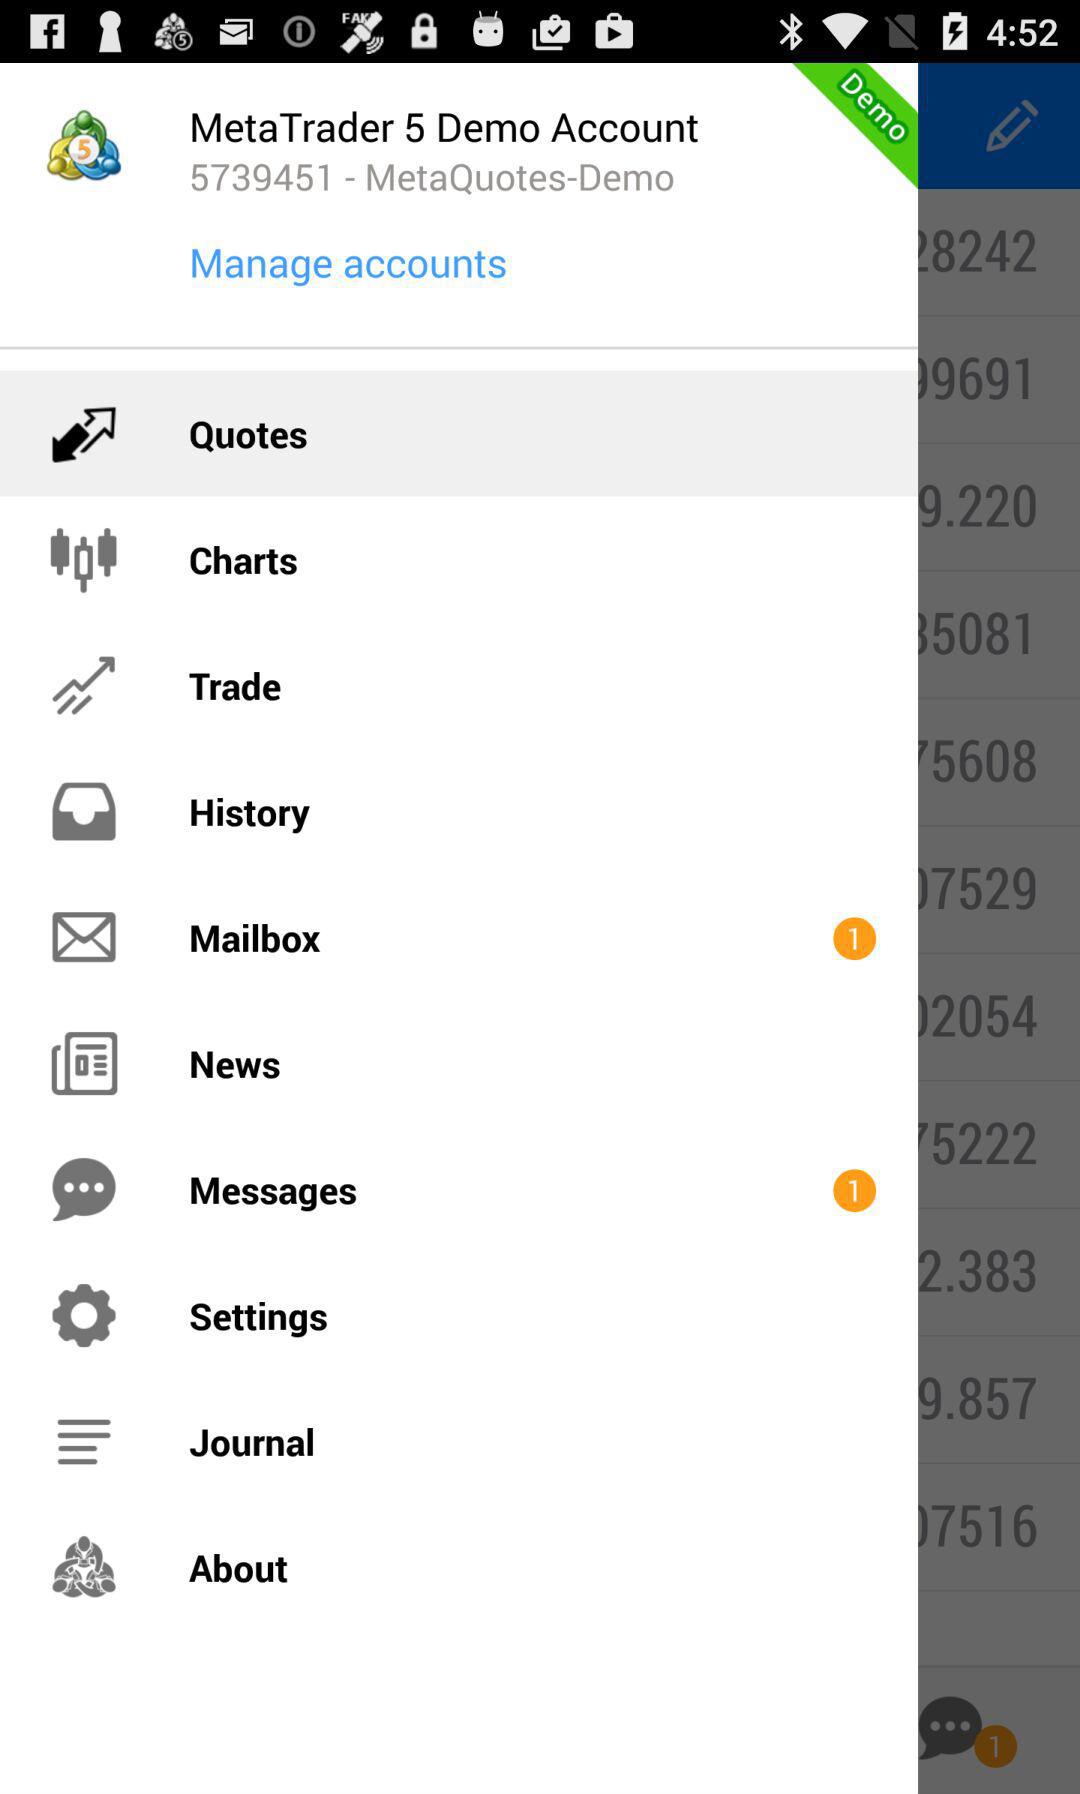 FAKE
4:52
MetaTrader 5 Demo Account
5739451 - MetaQuotes-Demo
Demo
Manage accounts
28242
Quotes
99691
9.220
Charts
35081
Trade
75608
History
07529
Mailbox 1
02054
News
75222
Messages 1
2.383
Settings
9.857
Journal
07516
About
1